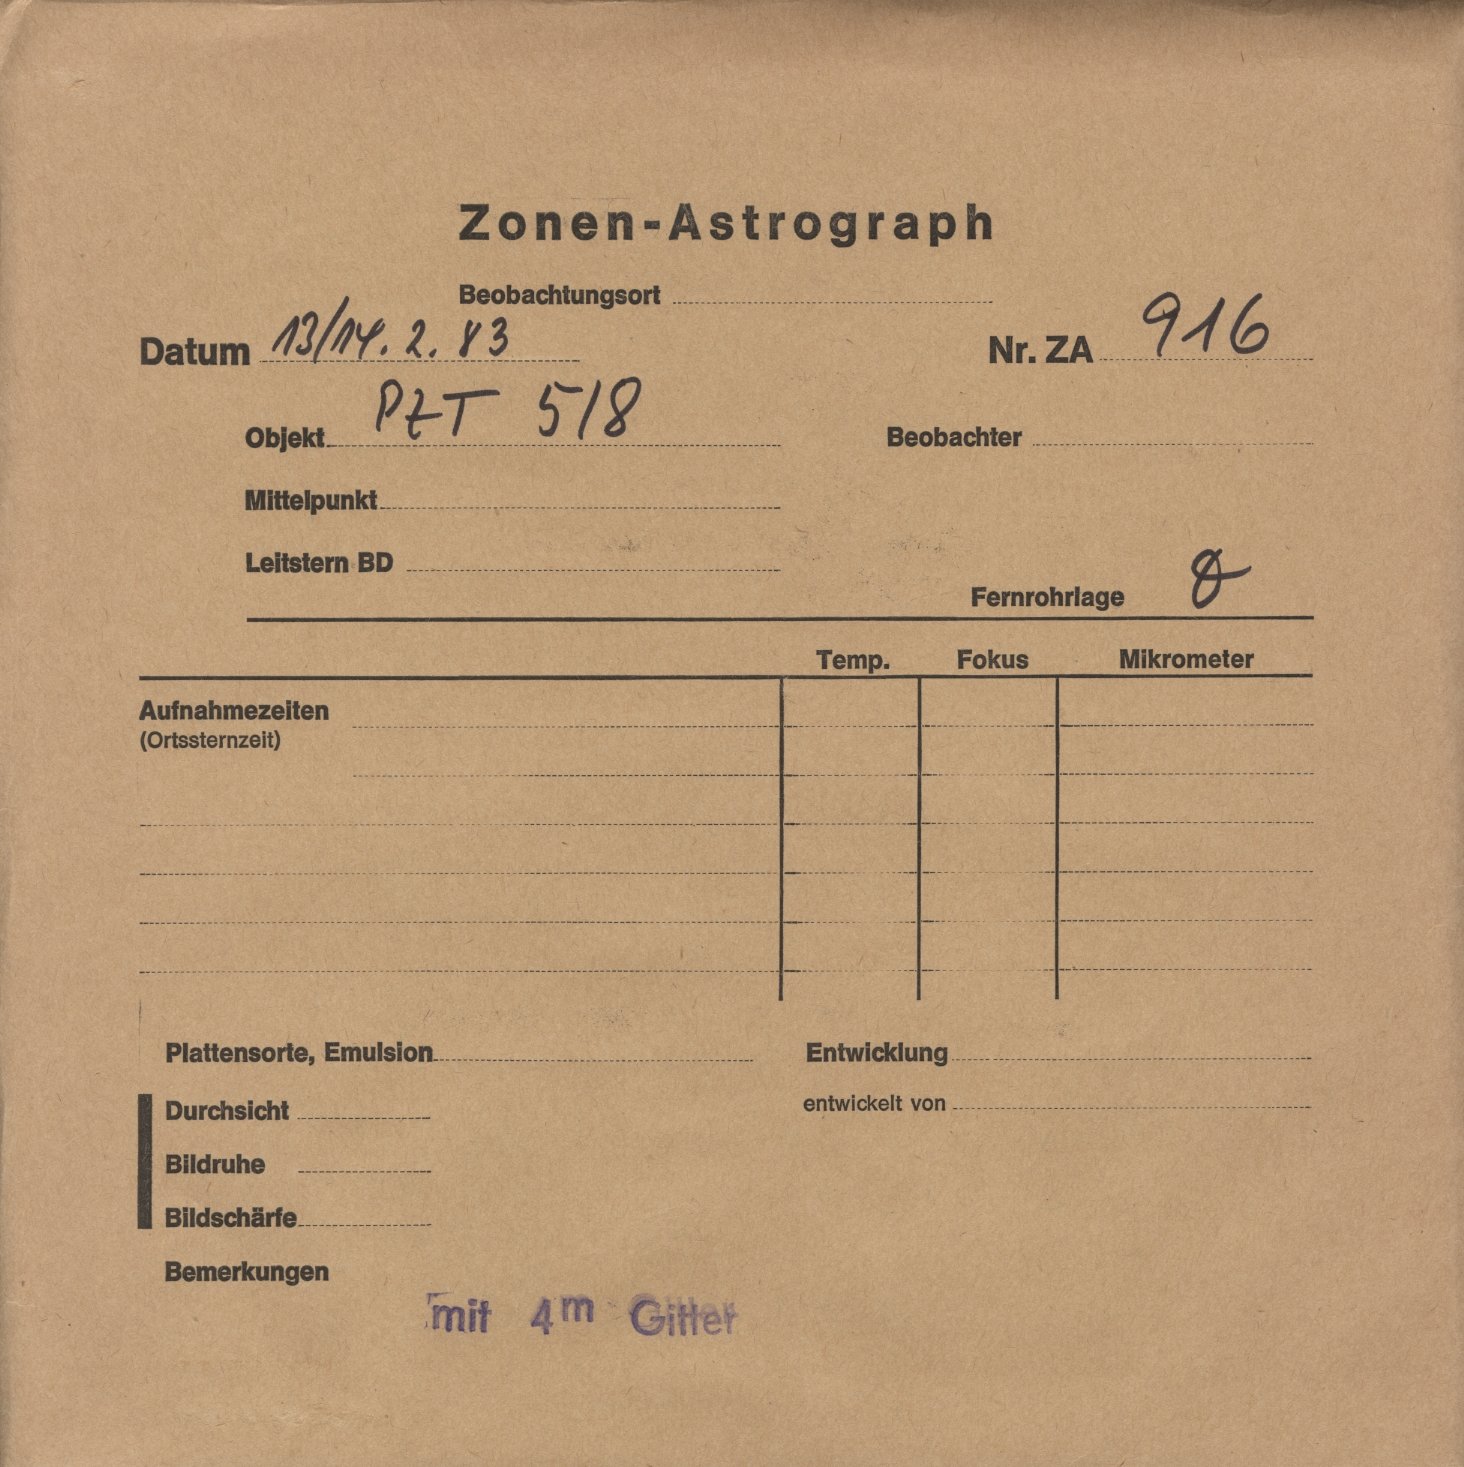 Zonen-Astrograph
Beobachtungsort
Datum 13/14. 2. 83
Nr. ZA 916
Objekt PZT 518
Beobachter
Mittelpunkt
Leitstern BD
Fernrohrlage
Temp. Fokus Mikrometer
Aufnahmezeiten
(Ortssternzeit)
Plattensorte, Emulsion
Entwicklung
Durchsicht
entwickelt von
Bildruhe
Bildschärfe
Bemerkungen
mit 4m Gitter